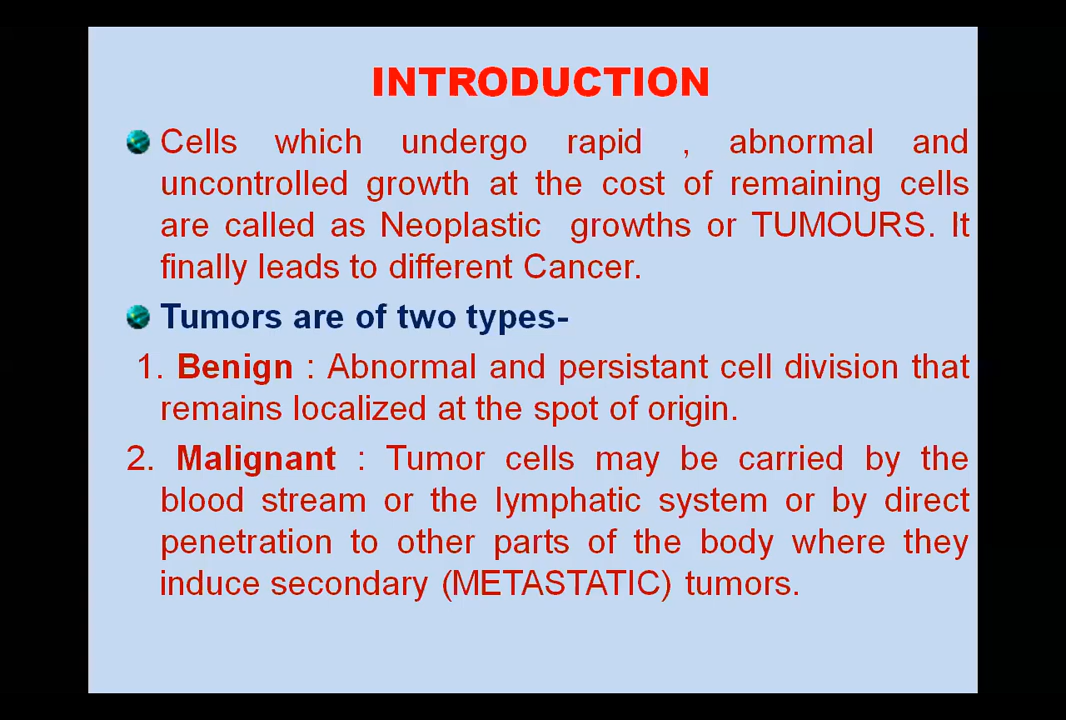 INTRODUCTION
Cells which undergo rapid , abnormal and
uncontrolled growth at the cost of remaining cells
are called as Neoplastic growths or TUMOURS. It
finally leads to different Cancer.
Tumors are of two types-
1. Benign : Abnormal and persistant cell division that
remains localized at the spot of origin.
2. Malignant : Tumor cells may be carried by the
blood stream or the lymphatic system or by direct
penetration to other parts of the body where they
induce secondary (METASTATIC) tumors.